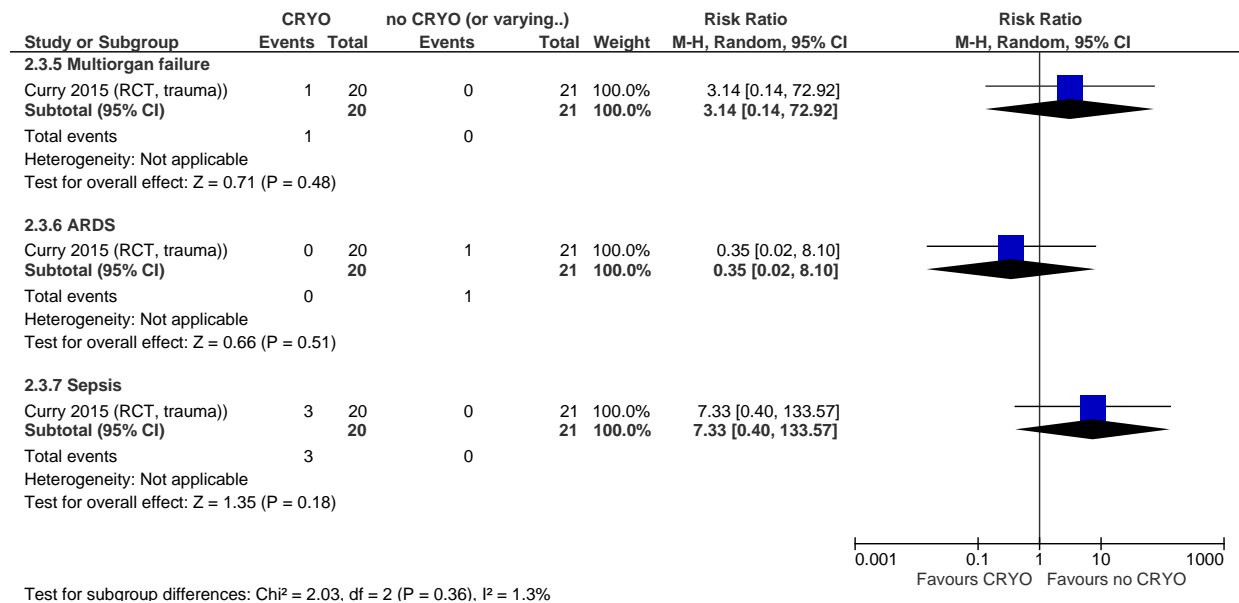 CRYO no CRYO (or varying..) Risk Ratio Risk Ratio
Study or Subgroup Events Total Events Total Weight M-H, Random, 95% CI M-H, Random, 95% CI
2.3.5 Multiorgan failure
Curry 2015 (RCT, trauma)) 1 20 0 21 100.0% 3.14 [0.14, 72.92]
Subtotal (95% CI) 20 21 100.0% 3.14 [0.14, 72.92]
Total events 1 0
Heterogeneity: Not applicable
Test for overall effect: Z = 0.71 (P = 0.48)
2.3.6 ARDS
Curry 2015 (RCT, trauma)) 0 20 1 21 100.0% 0.35 [0.02, 8.10]
Subtotal (95% CI) 20 21 100.0% 0.35 [0.02, 8.10]
Total events 0 1
Heterogeneity: Not applicable
Test for overall effect: Z = 0.66 (P = 0.51)
2.3.7 Sepsis
Curry 2015 (RCT, trauma)) 3 20 0 21 100.0% 7.33 [0.40, 133.57]
Subtotal (95% CI) 20 21 100.0% 7.33 [0.40, 133.57]
Total events 3 0
Heterogeneity: Not applicable
Test for overall effect: Z = 1.35 (P = 0.18)
0.001 0.1 1 10 1000
Favours CRYO Favours no CRYO
Test for subgroup differences: Chi² = 2.03, df = 2 (P = 0.36), I² = 1.3%